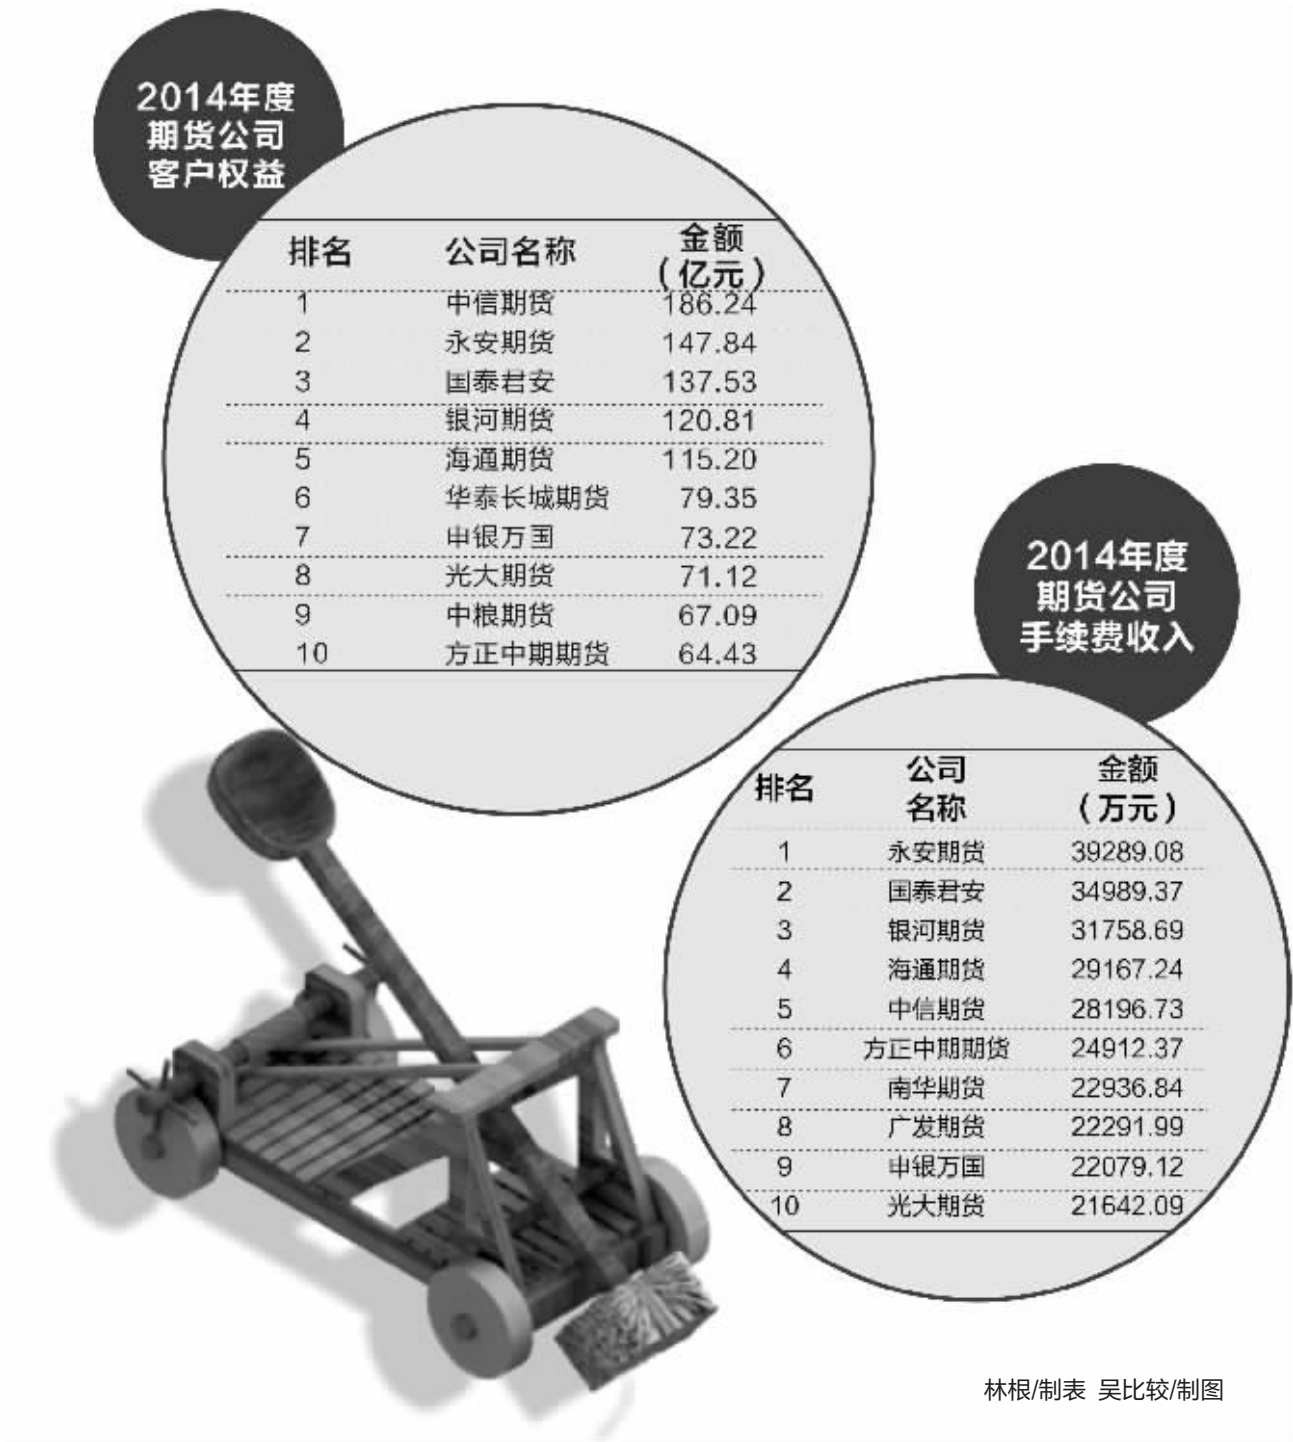 2014年度
期货公司
客户权益
排名 公司名称 金额（亿元）
1 中信期货 186.24
2 永安期货 147.84
3 国泰君安 137.53
4 银河期货 120.81
5 海通期货 115.20
6 华泰长城期货 79.35
7 申银万国 73.22
8 光大期货 71.12
9 中粮期货 67.09
10 方正中期期货 64.43
2014年度
期货公司
手续费收入
排名 公司名称 金额（万元）
1 永安期货 39289.08
2 国泰君安 34989.37
3 银河期货 31758.69
4 海通期货 29167.24
5 中信期货 28196.73
6 方正中期期货 24912.37
7 南华期货 22936.84
8 广发期货 22291.99
9 申银万国 22079.12
10 光大期货 21642.09
林根/制表 吴比较/制图